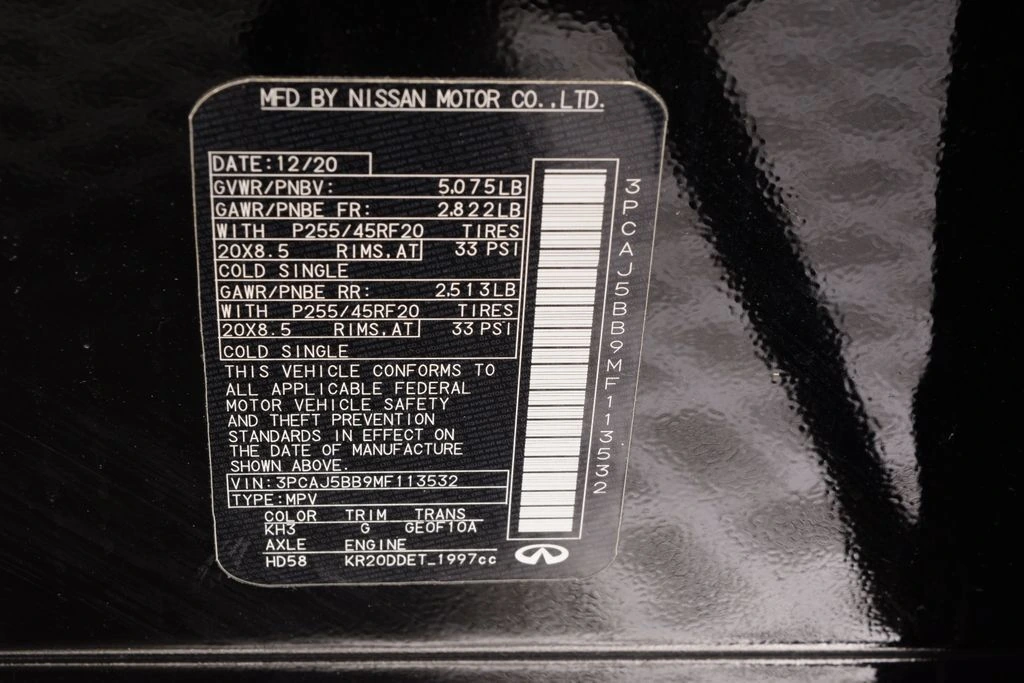 MFD BY NISSAN MOTOR CO.,LTD.
DATE:12/20
GVWR/PNBV: 5.075LB
GAWR/PNBE FR: 2.822LB
WITH P255/45RF20 TIRES
20X8.5 RIMS.AT 33 PSI
COLD SINGLE
GAWR/PNBE RR: 2.513LB
WITH P255/45RF20 TIRES
20X8.5 RIMS.AT 33 PSI
COLD SINGLE
THIS VEHICLE CONFORMS TO
ALL APPLICABLE FEDERAL
MOTOR VEHICLE SAFETY
AND THEFT PREVENTION
STANDARDS IN EFFECT ON
THE DATE OF MANUFACTURE
SHOWN ABOVE.
VIN:3PCAJ5BB9MF113532
TYPE:MPV
COLOR TRIM TRANS
KH3 G GE0F10A
AXLE ENGINE
HD58 KR20DDET_1997cc
3PCAJ5BB9MF113532